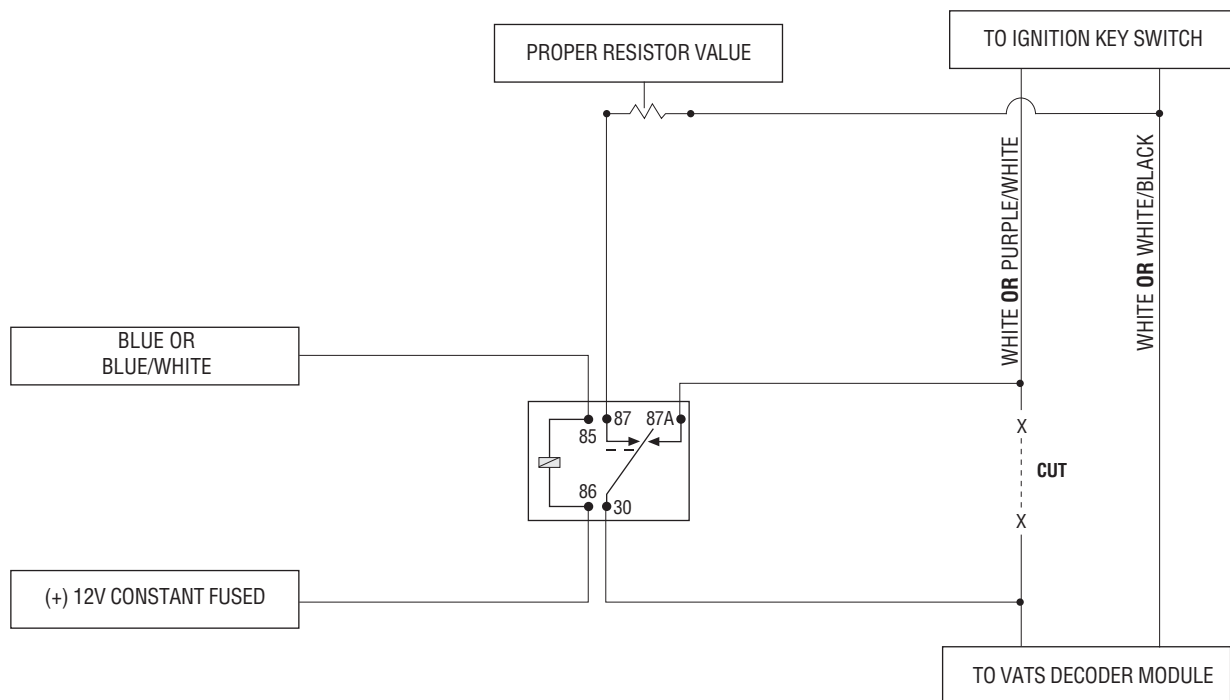 PROPER RESISTOR VALUE
TO IGNITION KEY SWITCH
WHITE OR PURPLE/WHITE
WHITE OR WHITE/BLACK
BLUE OR
BLUE/WHITE
87
87A
85
86
30
X
CUT
X
(+) 12V CONSTANT FUSED
TO VATS DECODER MODULE